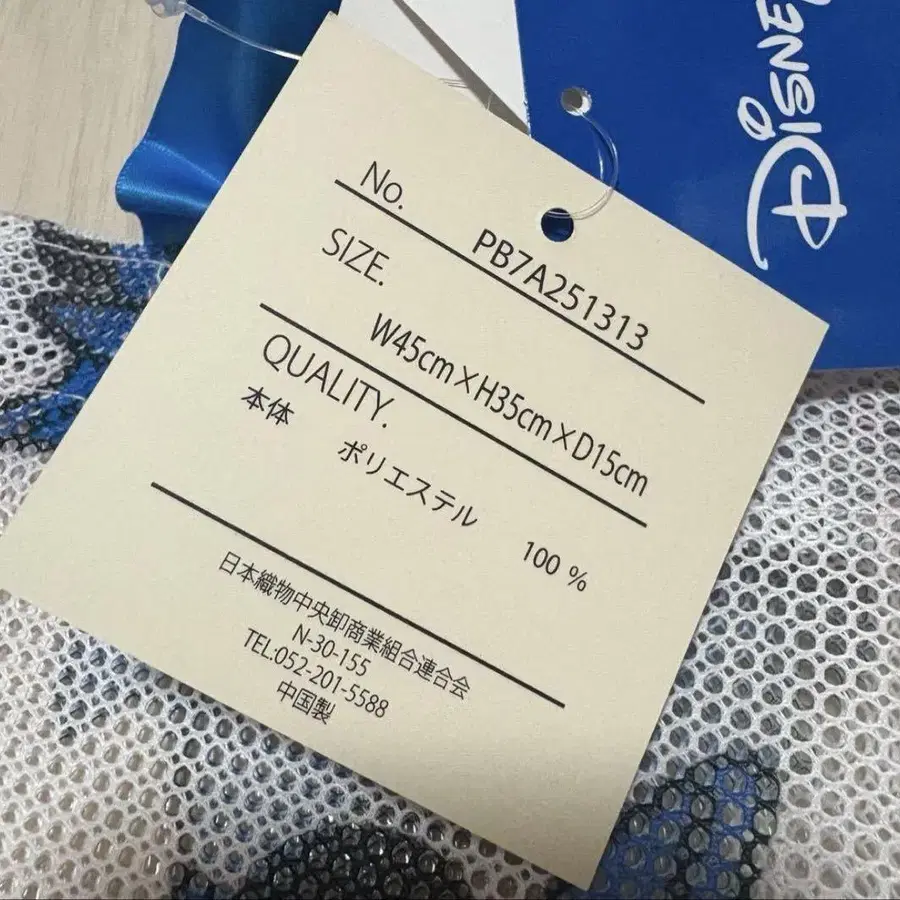 DISNEY
No.
PB7A251313
SIZE.
W45cm×H35cm×D15cm
QUALITY.
本体 ポリエステル 100 %
日本織物中央卸商業組合連合会
N-30-155
TEL.052-201-5588
中国製